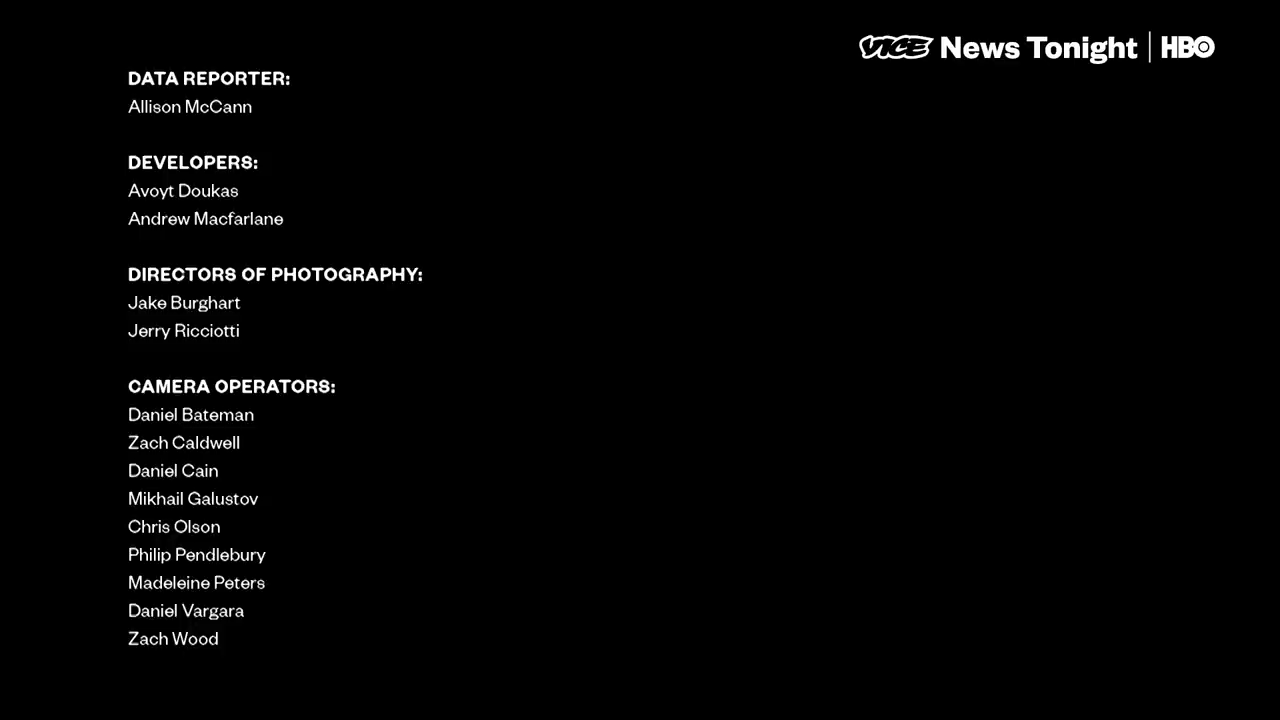 VICE News Tonight | HBO
DATA REPORTER:
Allison McCann
DEVELOPERS:
Avoyt Doukas
Andrew Macfarlane
DIRECTORS OF PHOTOGRAPHY:
Jake Burghart
Jerry Ricciotti
CAMERA OPERATORS:
Daniel Bateman
Zach Caldwell
Daniel Cain
Mikhail Galustov
Chris Olson
Philip Pendlebury
Madeleine Peters
Daniel Vargara
Zach Wood